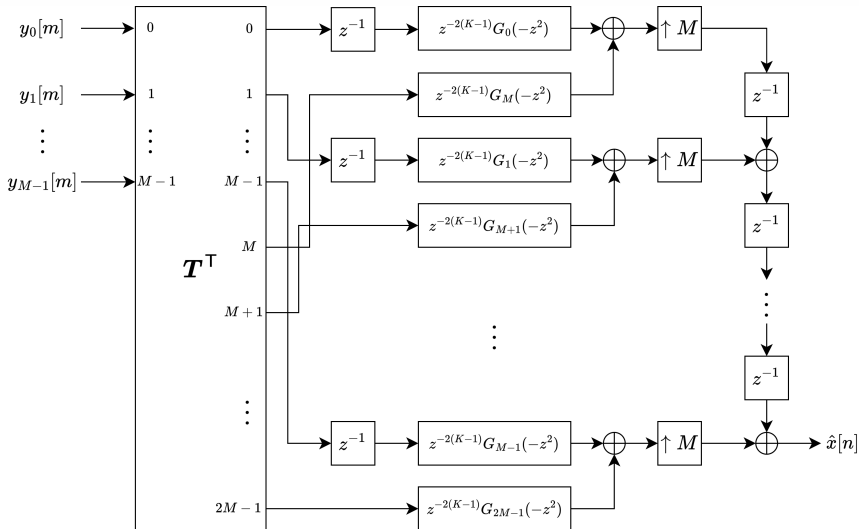 y_0[m] 0 0 z^{-1} z^{-2(K-1)}G_0(-z^2) ↑ M
y_1[m] 1 1 z^{-2(K-1)}G_M(-z^2) z^{-1}
⋮ ⋮ ⋮
y_{M-1}[m] M-1 M-1 z^{-1} z^{-2(K-1)}G_1(-z^2) ↑ M
M z^{-2(K-1)}G_{M+1}(-z^2) z^{-1}
T^⊤
M+1 ⋮ ⋮
z^{-1}
⋮ z^{-1} z^{-2(K-1)}G_{M-1}(-z^2) ↑ M x̂[n]
2M-1 z^{-2(K-1)}G_{2M-1}(-z^2)